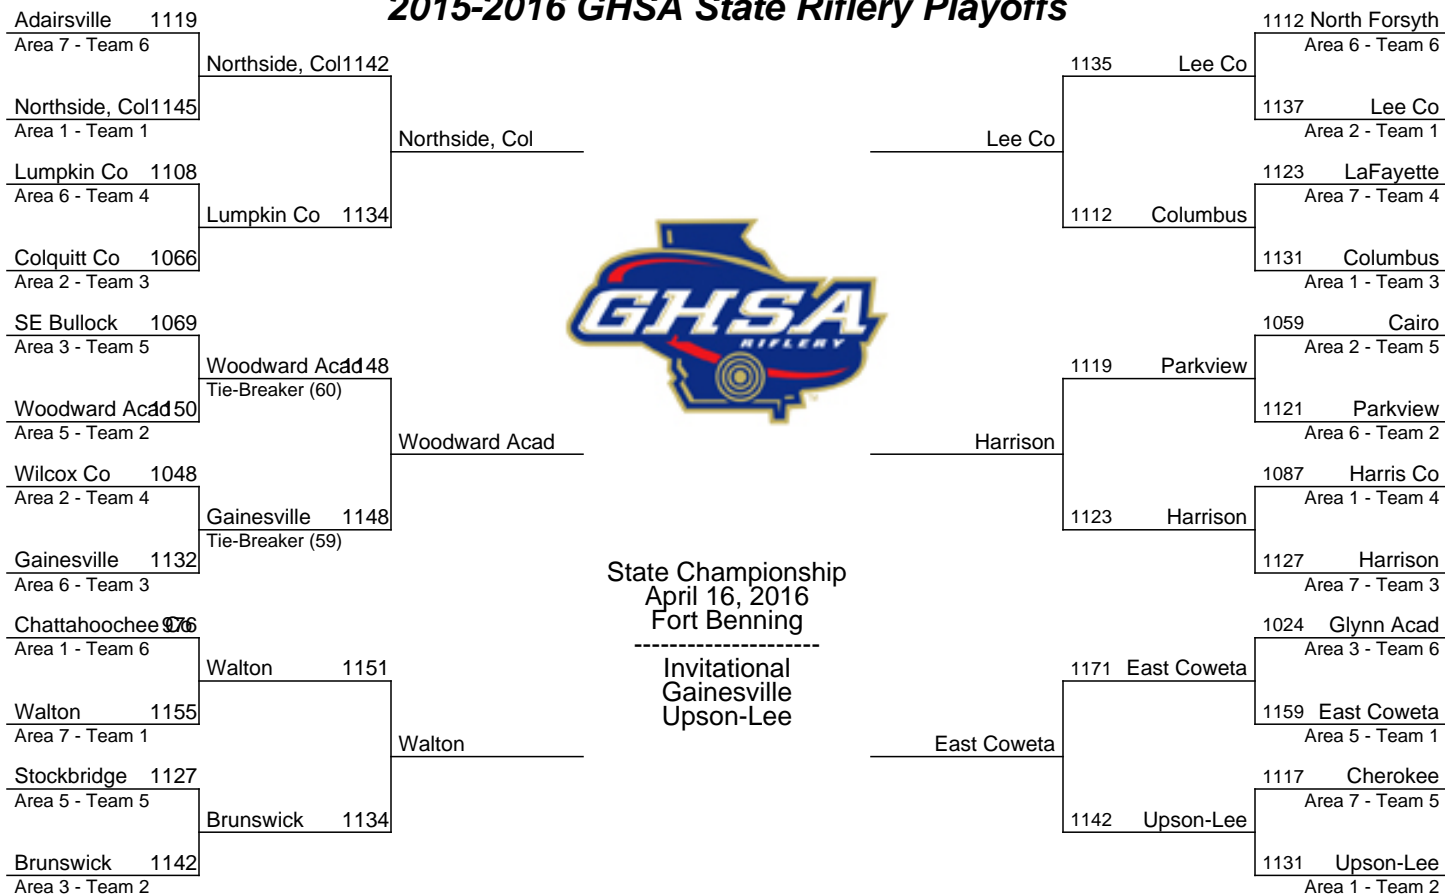 2015-2016 GHSA State Riflery Playoffs
Adairsville 1119
Area 7 - Team 6
Northside, Col 1145
Area 1 - Team 1
Lumpkin Co 1108
Area 6 - Team 4
Colquitt Co 1066
Area 2 - Team 3
SE Bullock 1069
Area 3 - Team 5
Woodward Acad 1150
Area 5 - Team 2
Wilcox Co 1048
Area 2 - Team 4
Gainesville 1132
Area 6 - Team 3
Chattahoochee Co 976
Area 1 - Team 6
Walton 1155
Area 7 - Team 1
Stockbridge 1127
Area 5 - Team 5
Brunswick 1142
Area 3 - Team 2
Northside, Col 1142
Lumpkin Co 1134
Woodward Acad 1148
Tie-Breaker (60)
Gainesville 1148
Tie-Breaker (59)
Walton 1151
Brunswick 1134
Northside, Col
Woodward Acad
Walton
GHSA
RIFLERY
State Championship
April 16, 2016
Fort Benning
---------------------
Invitational
Gainesville
Upson-Lee
Lee Co
Harrison
East Coweta
1135 Lee Co
1112 Columbus
1119 Parkview
1123 Harrison
1171 East Coweta
1142 Upson-Lee
1112 North Forsyth
Area 6 - Team 6
1137 Lee Co
Area 2 - Team 1
1123 LaFayette
Area 7 - Team 4
1131 Columbus
Area 1 - Team 3
1059 Cairo
Area 2 - Team 5
1121 Parkview
Area 6 - Team 2
1087 Harris Co
Area 1 - Team 4
1127 Harrison
Area 7 - Team 3
1024 Glynn Acad
Area 3 - Team 6
1159 East Coweta
Area 5 - Team 1
1117 Cherokee
Area 7 - Team 5
1131 Upson-Lee
Area 1 - Team 2